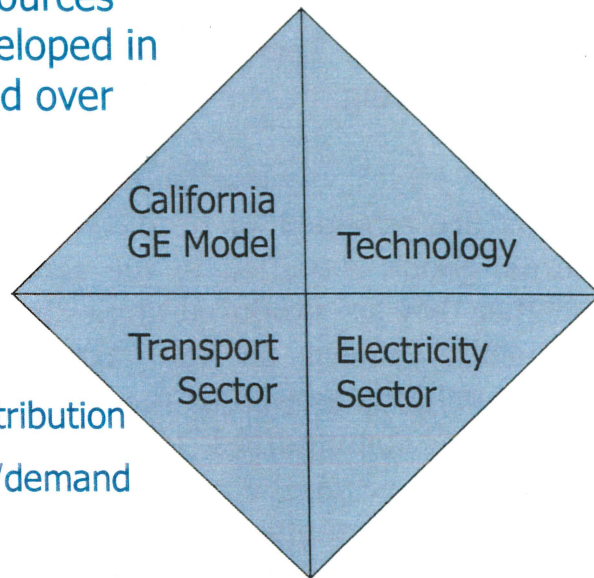 ources
eloped in
d over
California
GE Model
Technology
Transport
Sector
Electricity
Sector
tribution
/demand